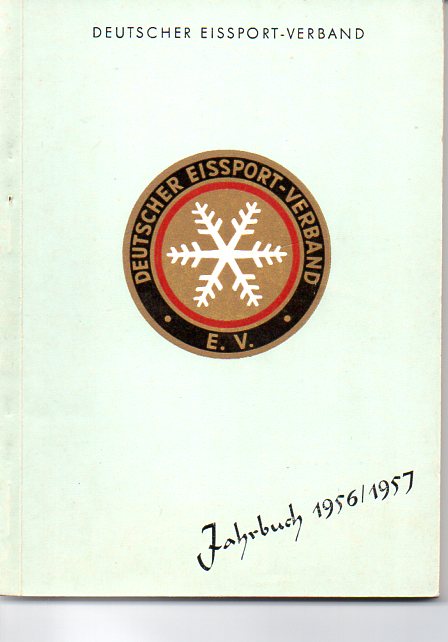 DEUTSCHER EISSPORT-VERBAND
DEUTSCHER EISSPORT-VERBAND
E. V.
Jahrbuch 1956/1957